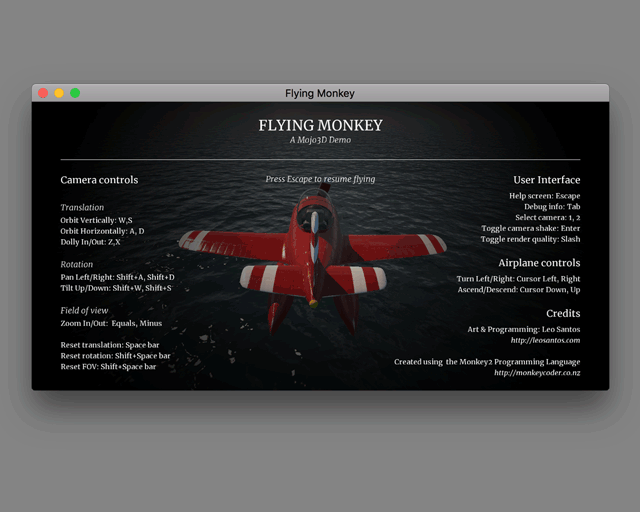 Flying Monkey
FLYING MONKEY
A Mojo3D Demo
Press Escape to resume flying
Camera controls
Translation
Orbit Vertically: W,S
Orbit Horizontally: A, D
Dolly In/Out: Z,X
Rotation
Pan Left/Right: Shift+A, Shift+D
Tilt Up/Down: Shift+W, Shift+S
Field of view
Zoom In/Out: Equals, Minus
Reset translation: Space bar
Reset rotation: Shift+Space bar
Reset FOV: Shift+Space bar
User Interface
Help screen: Escape
Debug info: Tab
Select camera: 1, 2
Toggle camera shake: Enter
Toggle render quality: Slash
Airplane controls
Turn Left/Right: Cursor Left, Right
Ascend/Descend: Cursor Down, Up
Credits
Art & Programming: Leo Santos
http://leosantos.com
Created using the Monkey2 Programming Language
http://monkeycoder.co.nz